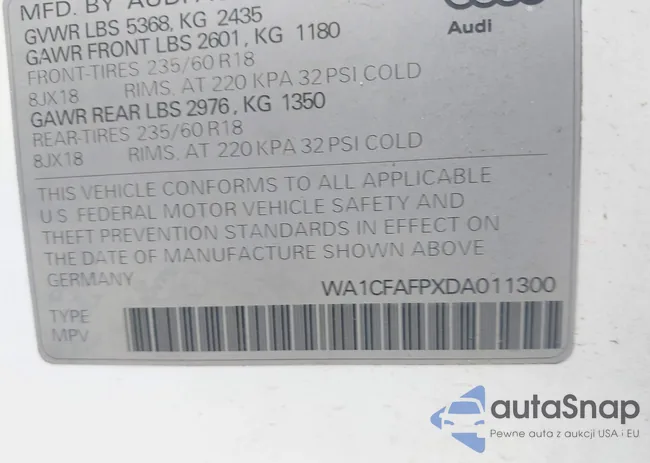 MFD. BY AUDI
GVWR LBS 5368, KG 2435
GAWR FRONT LBS 2601, KG 1180
FRONT-TIRES 235/60 R18
8JX18 RIMS, AT 220 KPA 32 PSI COLD
GAWR REAR LBS 2976, KG 1350
REAR-TIRES 235/60 R18
8JX18 RIMS, AT 220 KPA 32 PSI COLD
Audi
THIS VEHICLE CONFORMS TO ALL APPLICABLE
U.S. FEDERAL MOTOR VEHICLE SAFETY AND
THEFT PREVENTION STANDARDS IN EFFECT ON
THE DATE OF MANUFACTURE SHOWN ABOVE
GERMANY WA1CFAFPXDA011300
TYPE
MPV
autaSnap
Pewne auta z aukcji USA i EU